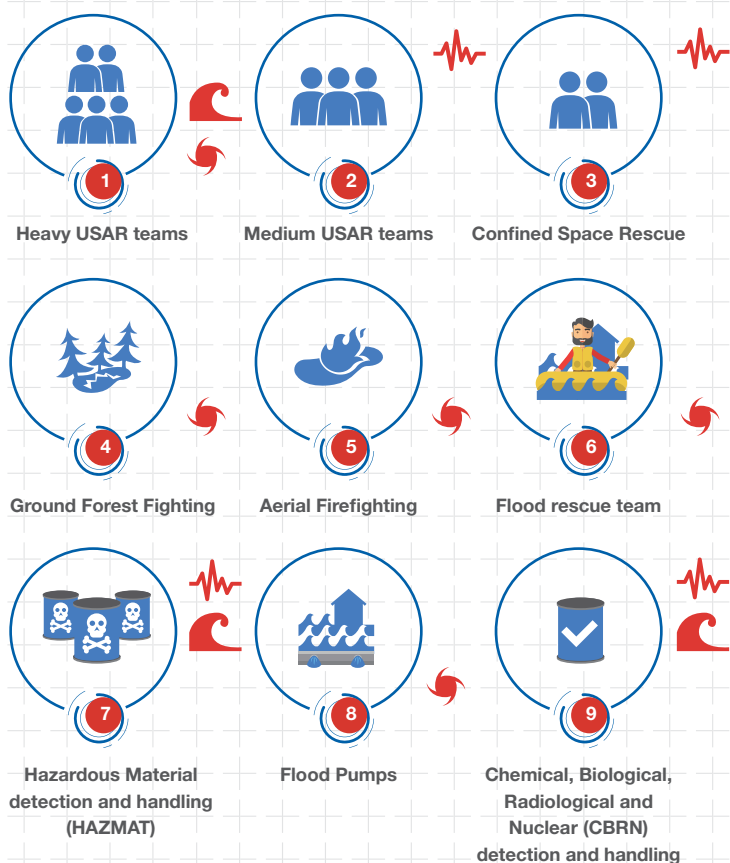 1
Heavy USAR teams
2
Medium USAR teams
3
Confined Space Rescue
4
Ground Forest Fighting
5
Aerial Firefighting
6
Flood rescue team
7
Hazardous Material
detection and handling
(HAZMAT)
8
Flood Pumps
9
Chemical, Biological,
Radiological and
Nuclear (CBRN)
detection and handling